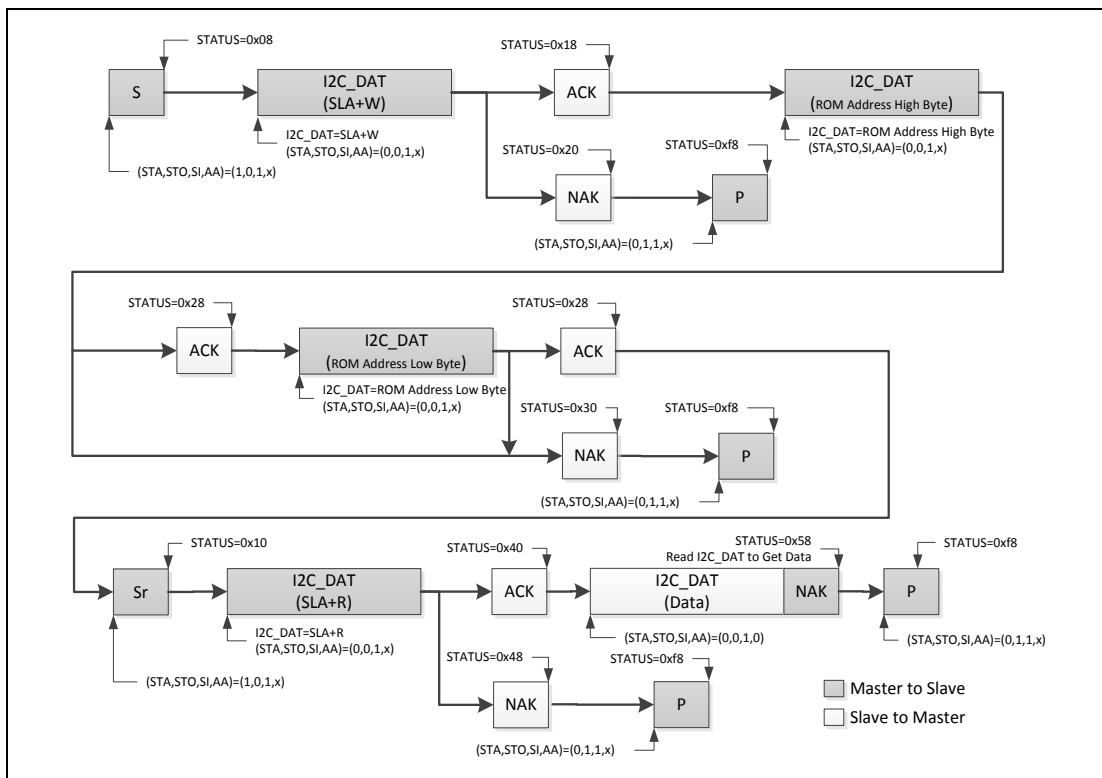 STATUS=0x08
S
I2C_DAT
(SLA+W)
I2C_DAT=SLA+W
(STA,STO,SI,AA)=(0,0,1,x)
(STA,STO,SI,AA)=(1,0,1,x)
STATUS=0x18
ACK
I2C_DAT
(ROM Address High Byte)
I2C_DAT=ROM Address High Byte
(STA,STO,SI,AA)=(0,0,1,x)
STATUS=0x20
NAK
STATUS=0xf8
P
(STA,STO,SI,AA)=(0,1,1,x)
STATUS=0x28
ACK
I2C_DAT
(ROM Address Low Byte)
I2C_DAT=ROM Address Low Byte
(STA,STO,SI,AA)=(0,0,1,x)
STATUS=0x28
ACK
STATUS=0x30
NAK
STATUS=0xf8
P
(STA,STO,SI,AA)=(0,1,1,x)
STATUS=0x10
Sr
(STA,STO,SI,AA)=(1,0,1,x)
I2C_DAT
(SLA+R)
I2C_DAT=SLA+R
(STA,STO,SI,AA)=(0,0,1,x)
STATUS=0x40
ACK
STATUS=0x58
Read I2C_DAT to Get Data
I2C_DAT
(Data)
NAK
(STA,STO,SI,AA)=(0,0,1,0)
STATUS=0xf8
P
(STA,STO,SI,AA)=(0,1,1,x)
STATUS=0x48
NAK
STATUS=0xf8
P
(STA,STO,SI,AA)=(0,1,1,x)
Master to Slave
Slave to Master